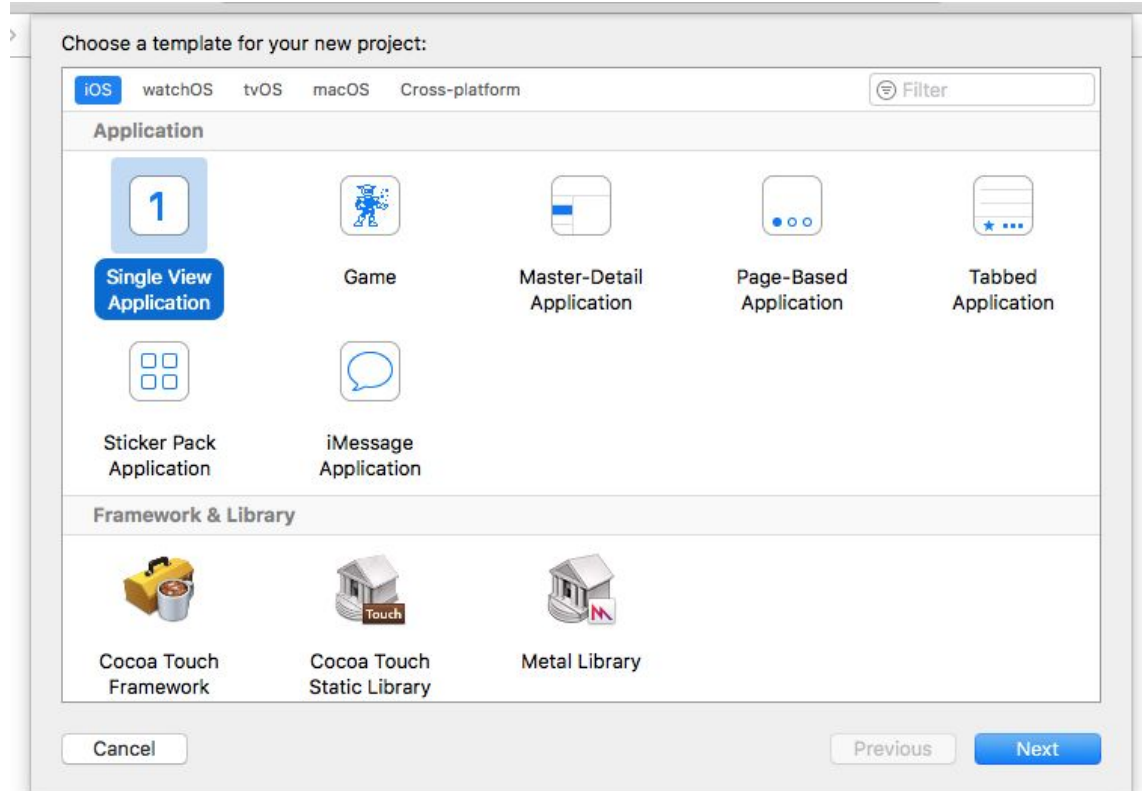 Choose a template for your new project:
iOS watchOS tvOS macOS Cross-platform Filter
Application
1
Single View Application
Game
Master-Detail Application
Page-Based Application
Tabbed Application
Sticker Pack Application
iMessage Application
Framework & Library
Touch
Cocoa Touch Framework
Cocoa Touch Static Library
Metal Library
Cancel Previous Next